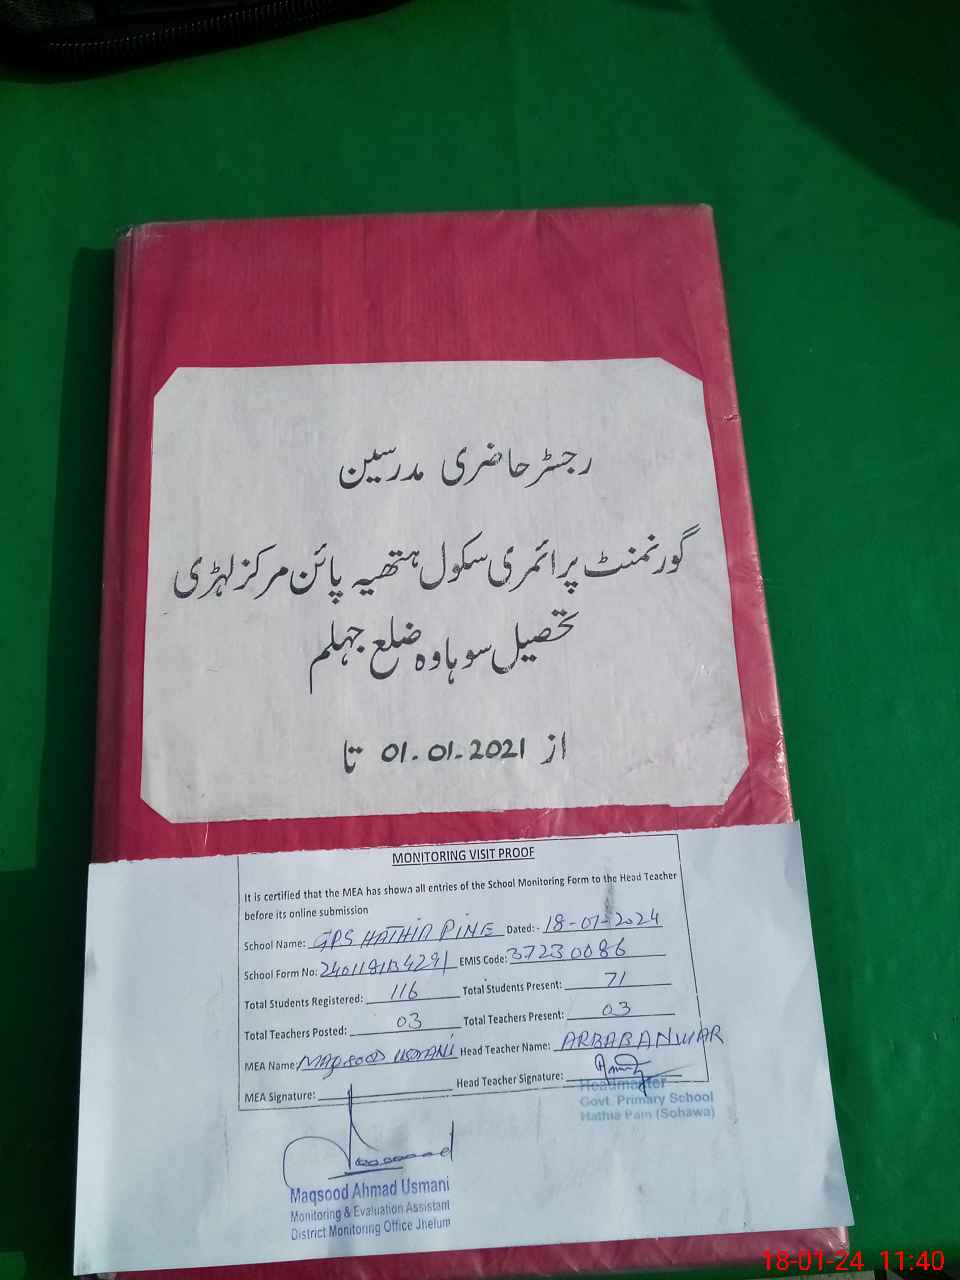 رجسٹر حاضری مدرسین
گورنمنٹ پرائمری سکول ہتھیہ پائن مرکز لہڑی
تحصیل سوہاوہ ضلع جہلم
از 01.01.2021 تا
MONITORING VISIT PROOF
It is certified that the MEA has shown all entries of the School Monitoring Form to the Head Teacher
before its online submission
School Name: GPS HATHIA PINE Dated:- 18-01-2024
School Form No: EMIS Code: 37230086
Total Students Registered: 116 Total Students Present: 71
Total Teachers Posted: 03 Total Teachers Present: 03
MEA Name: MAQSOOD USMANI Head Teacher Name: ARBAB ANWAR
MEA Signature: Head Teacher Signature:
Headmaster
Govt. Primary School
Hathia Pain (Sohawa)
Maqsood Ahmad Usmani
Monitoring & Evaluation Assistant
District Monitoring Office Jhelum
18-01-24 11:40